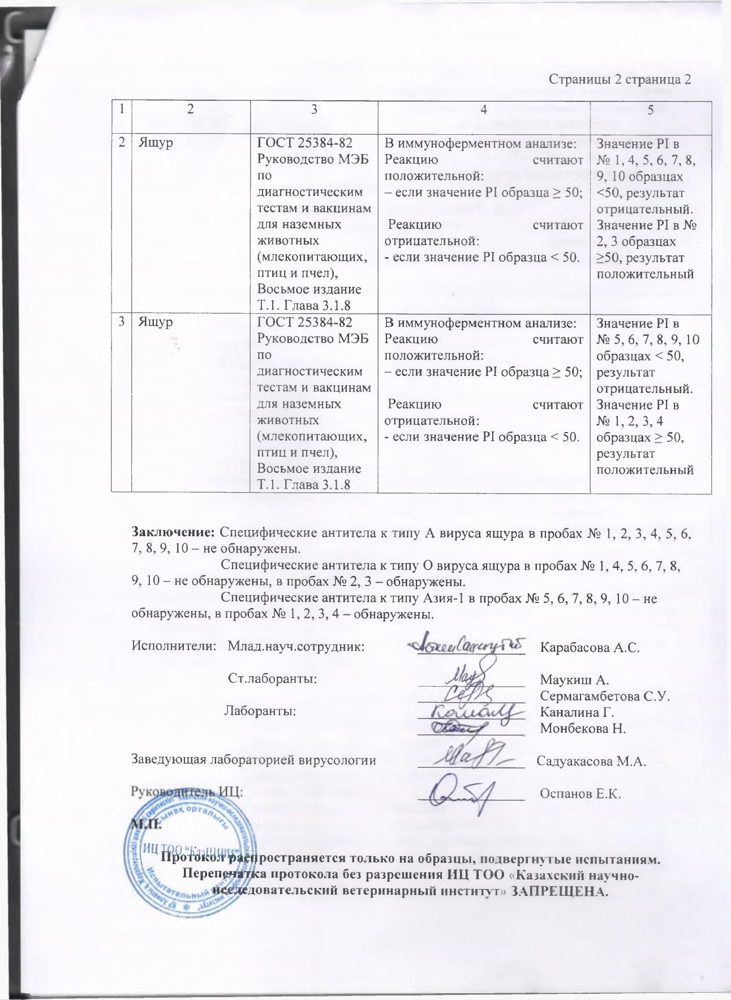 Страницы 2 страница 2
1 2 3 4 5
2 Ящур
ГОСТ 25384-82
Руководство МЭБ
по
диагностическим
тестам и вакцинам
для наземных
животных
(млекопитающих,
птиц и пчел),
Восьмое издание
Т.1. Глава 3.1.8
В иммуноферментном анализе:
Реакцию считают
положительной:
– если значение PI образца ≥ 50;
Реакцию считают
отрицательной:
- если значение PI образца < 50.
Значение PI в
№ 1, 4, 5, 6, 7, 8,
9, 10 образцах
<50, результат
отрицательный.
Значение PI в №
2, 3 образцах
≥50, результат
положительный
3 Ящур
ГОСТ 25384-82
Руководство МЭБ
по
диагностическим
тестам и вакцинам
для наземных
животных
(млекопитающих,
птиц и пчел),
Восьмое издание
Т.1. Глава 3.1.8
В иммуноферментном анализе:
Реакцию считают
положительной:
– если значение PI образца ≥ 50;
Реакцию считают
отрицательной:
- если значение PI образца < 50.
Значение PI в
№ 5, 6, 7, 8, 9, 10
образцах < 50,
результат
отрицательный.
Значение PI в
№ 1, 2, 3, 4
образцах ≥ 50,
результат
положительный
Заключение: Специфические антитела к типу А вируса ящура в пробах № 1, 2, 3, 4, 5, 6,
7, 8, 9, 10 – не обнаружены.
Специфические антитела к типу О вируса ящура в пробах № 1, 4, 5, 6, 7, 8,
9, 10 – не обнаружены, в пробах № 2, 3 – обнаружены.
Специфические антитела к типу Азия-1 в пробах № 5, 6, 7, 8, 9, 10 – не
обнаружены, в пробах № 1, 2, 3, 4 – обнаружены.
Исполнители: Млад.науч.сотрудник: Карабасова А.С.
Ст.лаборанты: Маукиш А.
Сермагамбетова С.У.
Лаборанты: Каналина Г.
Монбекова Н.
Заведующая лабораторией вирусологии Садуакасова М.А.
Руководитель ИЦ: Оспанов Е.К.
М.П.
сынақ орталығы
ИЦ ТОО "КазНИВИ"
Испытательный центр
Протокол распространяется только на образцы, подвергнутые испытаниям.
Перепечатка протокола без разрешения ИЦ ТОО «Казахский научно-
исследовательский ветеринарный институт» ЗАПРЕЩЕНА.